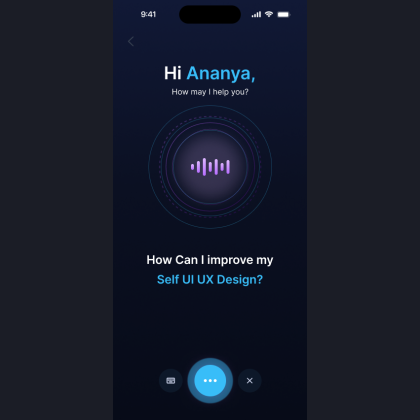 9:41
Hi Ananya,
How may I help you?
How Can I improve my
Self UI UX Design?